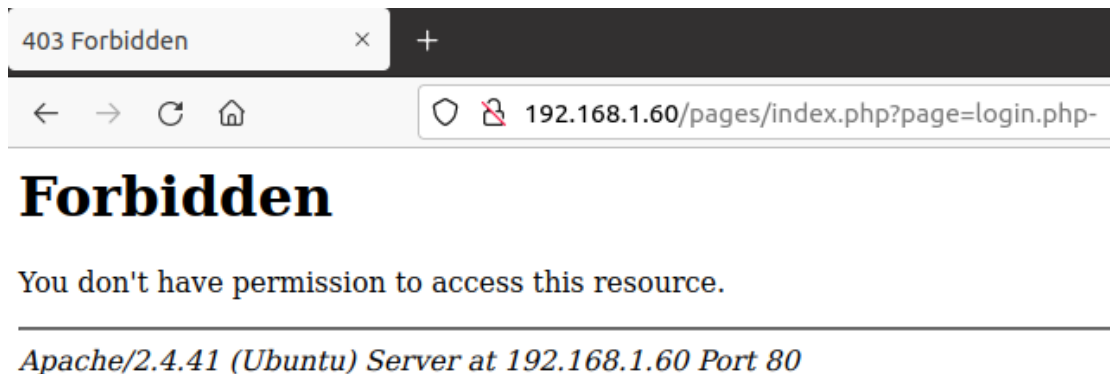 403 Forbidden
192.168.1.60/pages/index.php?page=login.php-
Forbidden
You don't have permission to access this resource.
Apache/2.4.41 (Ubuntu) Server at 192.168.1.60 Port 80